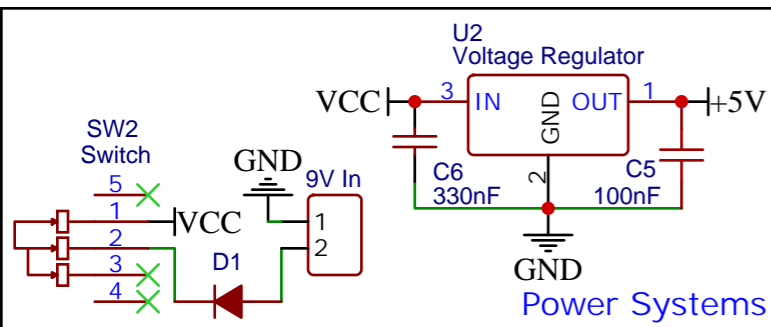 U2
Voltage Regulator
VCC
3
IN
OUT
1
+5V
GND
2
C6
330nF
C5
100nF
GND
SW2
Switch
5
1
VCC
2
3
4
D1
GND
9V In
1
2
Power Systems